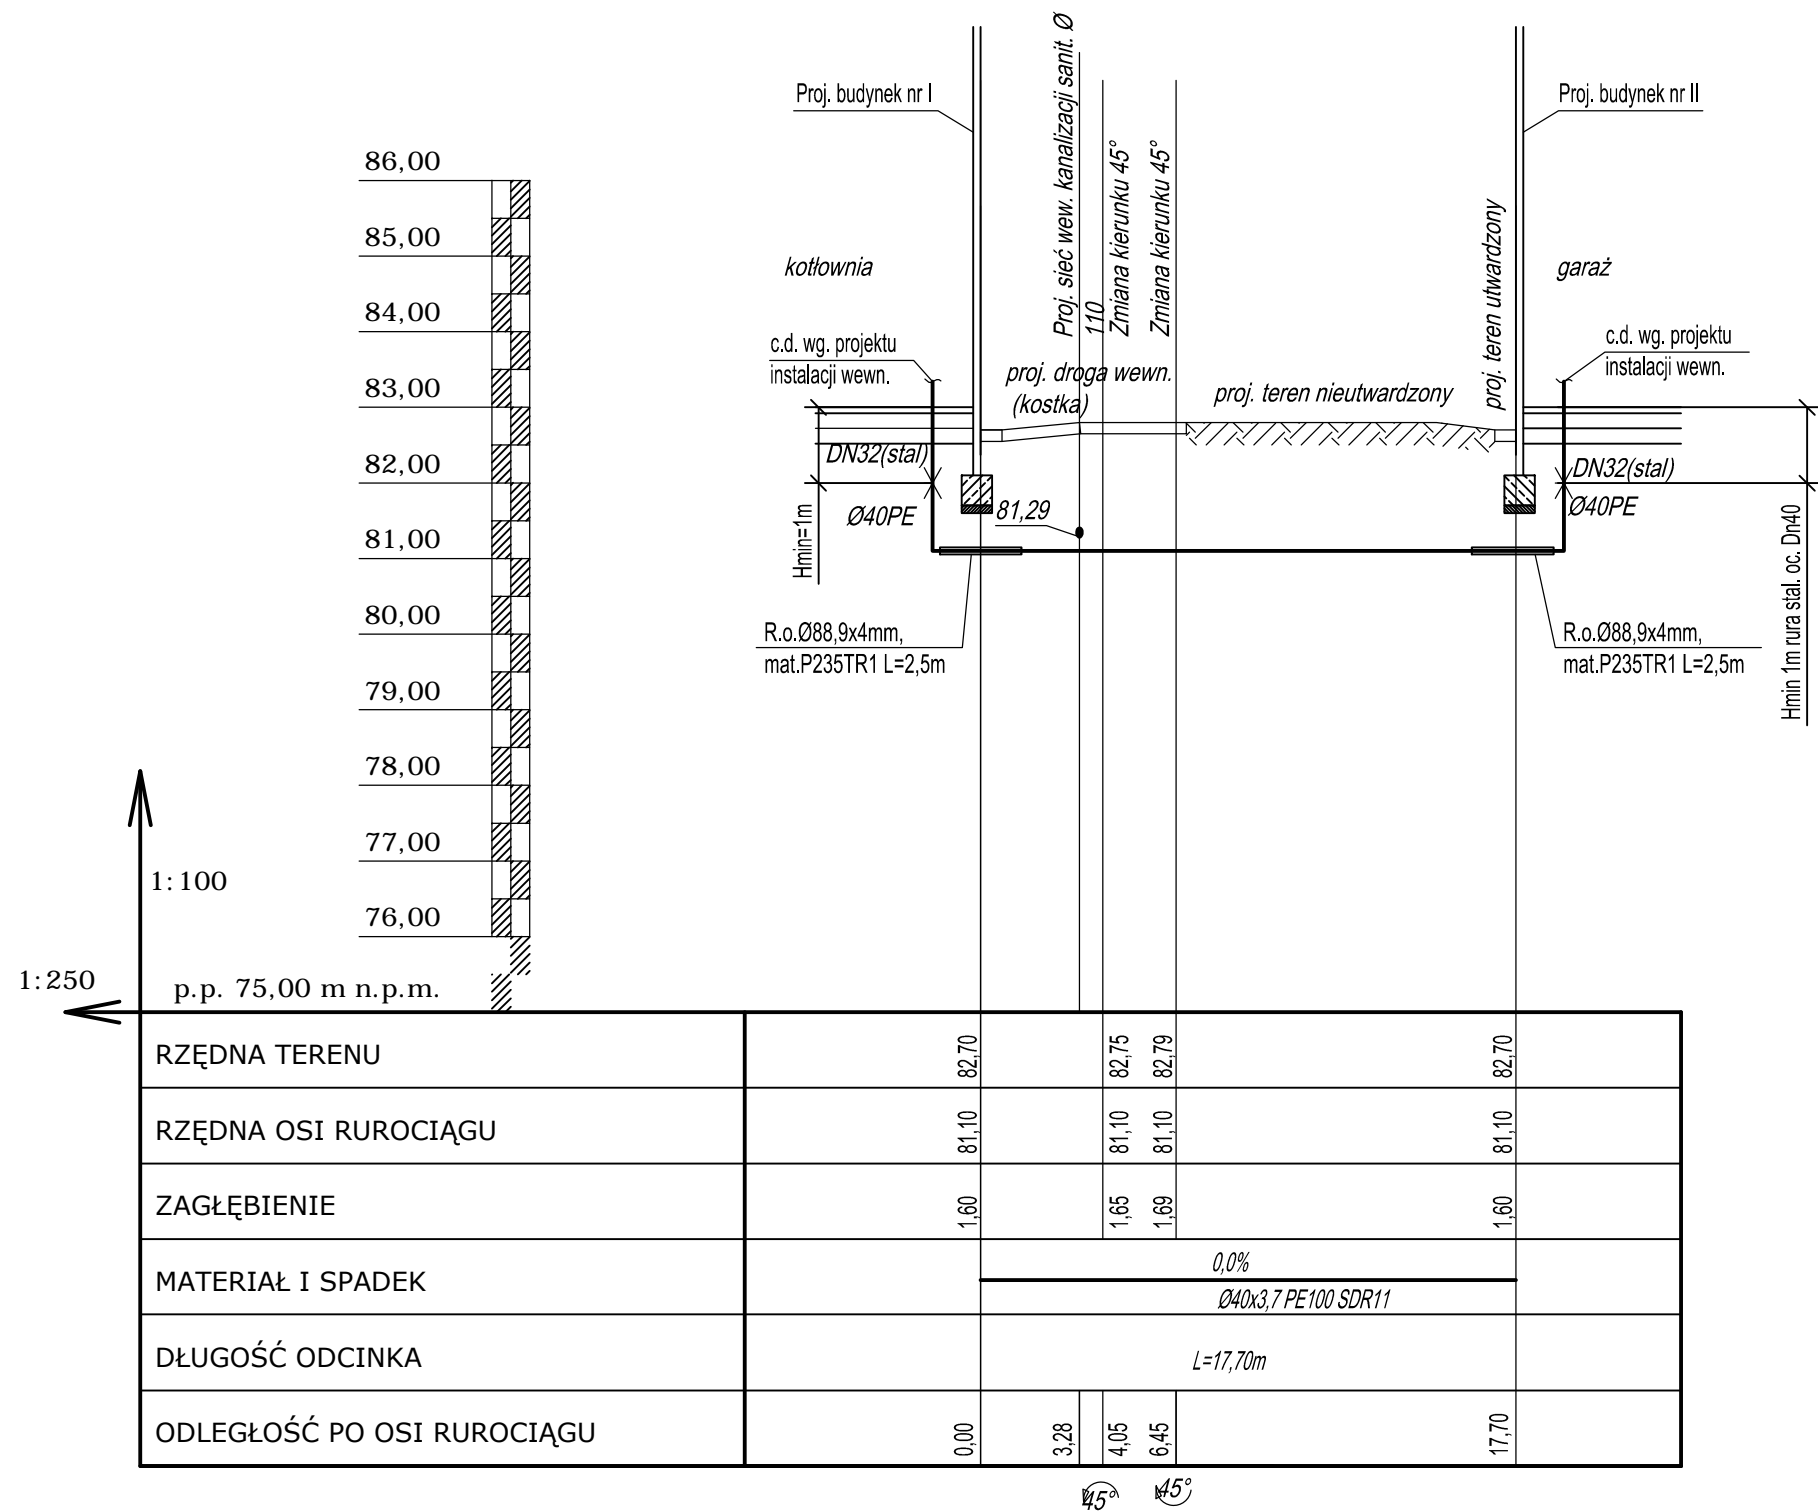 Proj. budynek nr I
Proj. sieć wew. kanalizacji sanit. Ø
110
Zmiana kierunku 45°
Zmiana kierunku 45°
Proj. budynek nr II
86,00
85,00
84,00
83,00
82,00
81,00
80,00
79,00
78,00
77,00
76,00
kotłownia
garaż
proj. teren utwardzony
c.d. wg. projektu
instalacji wewn.
c.d. wg. projektu
instalacji wewn.
proj. droga wewn.
(kostka)
proj. teren nieutwardzony
DN32(stal)
Ø40PE
81,29
DN32(stal)
Ø40PE
Hmin=1m
Hmin 1m rura stal. oc. Dn40
R.o.Ø88,9x4mm,
mat.P235TR1 L=2,5m
R.o.Ø88,9x4mm,
mat.P235TR1 L=2,5m
1:100
1:250
p.p. 75,00 m n.p.m.
RZĘDNA TERENU
82,70
82,75
82,79
82,70
RZĘDNA OSI RUROCIĄGU
81,10
81,10
81,10
81,10
ZAGŁĘBIENIE
1,60
1,65
1,69
1,60
MATERIAŁ I SPADEK
0,0%
Ø40x3,7 PE100 SDR11
DŁUGOŚĆ ODCINKA
L=17,70m
ODLEGŁOŚĆ PO OSI RUROCIĄGU
0,00
3,28
4,05
6,45
17,70
45°
45°